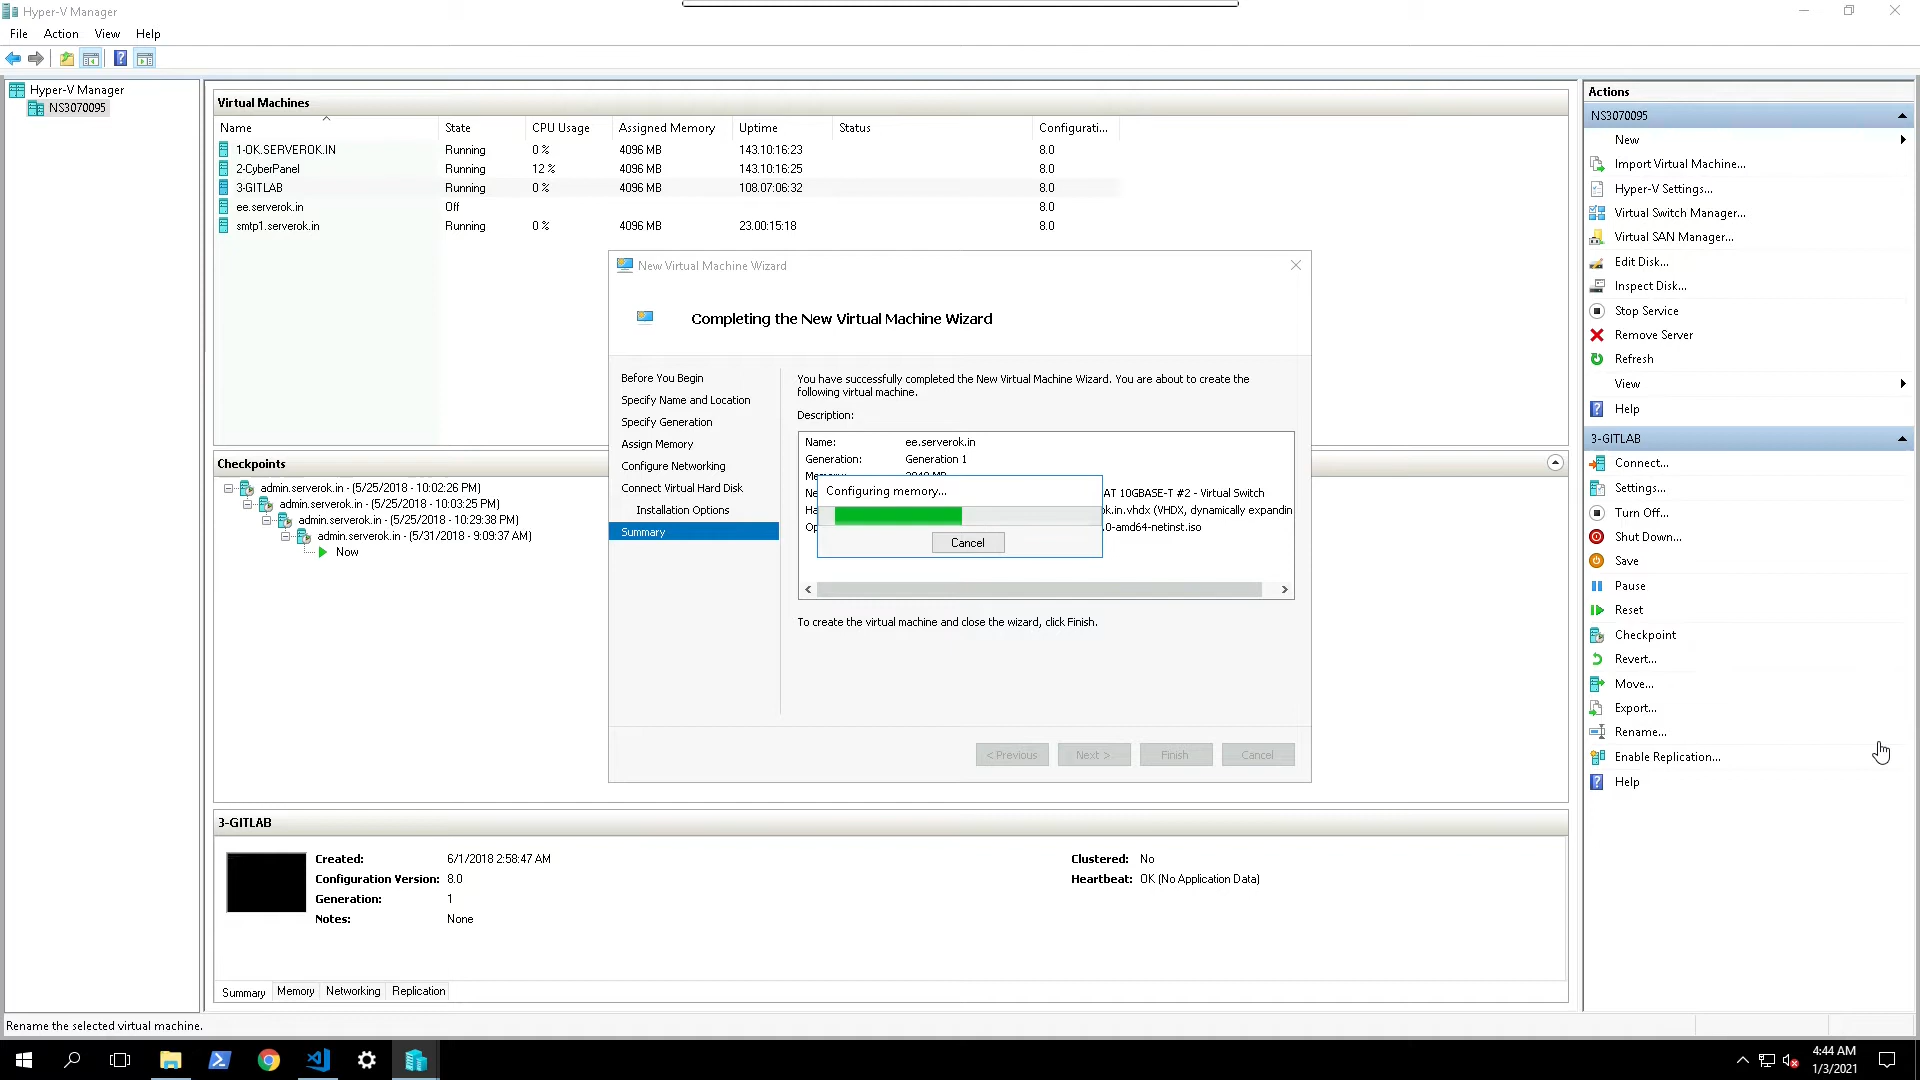 Hyper-V Manager
File Action View Help
Hyper-V Manager
NS3070095
Virtual Machines
Name State CPU Usage Assigned Memory Uptime Status Configurati...
1-OK.SERVEROK.IN Running 0 % 4096 MB 143.10:16:23 8.0
2-CyberPanel Running 12 % 4096 MB 143.10:16:25 8.0
3-GITLAB Running 0 % 4096 MB 108.07:06:32 8.0
ee.serverok.in Off 8.0
smtp1.serverok.in Running 0 % 4096 MB 23.00:15:18 8.0
Checkpoints
admin.serverok.in - (5/25/2018 - 10:02:26 PM)
admin.serverok.in - (5/25/2018 - 10:03:25 PM)
admin.serverok.in - (5/25/2018 - 10:29:38 PM)
admin.serverok.in - (5/31/2018 - 9:09:37 AM)
Now
New Virtual Machine Wizard
Completing the New Virtual Machine Wizard
Before You Begin
Specify Name and Location
Specify Generation
Assign Memory
Configure Networking
Connect Virtual Hard Disk
Installation Options
Summary
You have successfully completed the New Virtual Machine Wizard. You are about to create the
following virtual machine.
Description:
Name: ee.serverok.in
Generation: Generation 1
AT 10GBASE-T #2 - Virtual Switch
ok.in.vhdx (VHDX, dynamically expandin
.0-amd64-netinst.iso
Configuring memory...
Cancel
To create the virtual machine and close the wizard, click Finish.
< Previous Next > Finish Cancel
3-GITLAB
Created: 6/1/2018 2:58:47 AM
Configuration Version: 8.0
Generation: 1
Notes: None
Clustered: No
Heartbeat: OK (No Application Data)
Summary Memory Networking Replication
Actions
NS3070095
New
Import Virtual Machine...
Hyper-V Settings...
Virtual Switch Manager...
Virtual SAN Manager...
Edit Disk...
Inspect Disk...
Stop Service
Remove Server
Refresh
View
Help
3-GITLAB
Connect...
Settings...
Turn Off...
Shut Down...
Save
Pause
Reset
Checkpoint
Revert...
Move...
Export...
Rename...
Enable Replication...
Help
Rename the selected virtual machine.
4:44 AM
1/3/2021